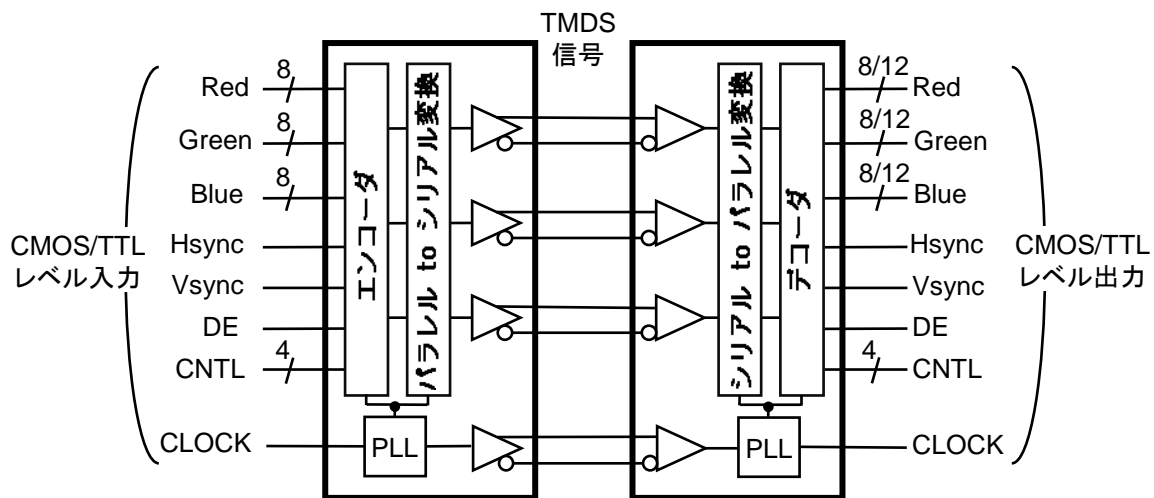 TMDS
信号
CMOS/TTL
レベル入力
Red
8
Green
8
Blue
8
Hsync
Vsync
DE
CNTL
4
CLOCK
エンコーダ
パラレル to シリアル変換
PLL
シリアル to パラレル変換
デコーダ
PLL
8/12
Red
8/12
Green
8/12
Blue
Hsync
Vsync
DE
4
CNTL
CLOCK
CMOS/TTL
レベル出力